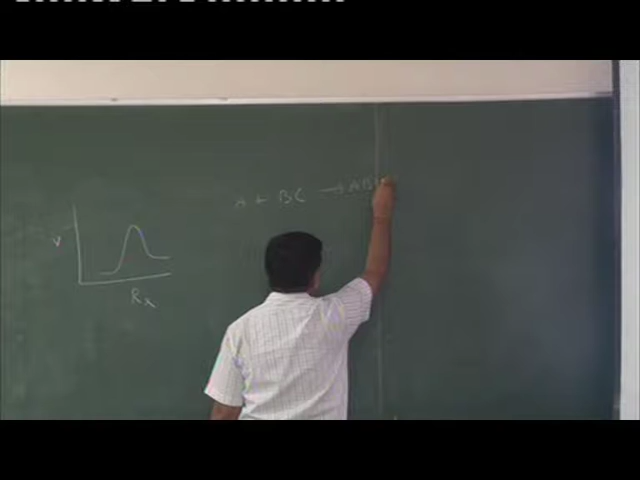 A + BC → AB
V
Rx